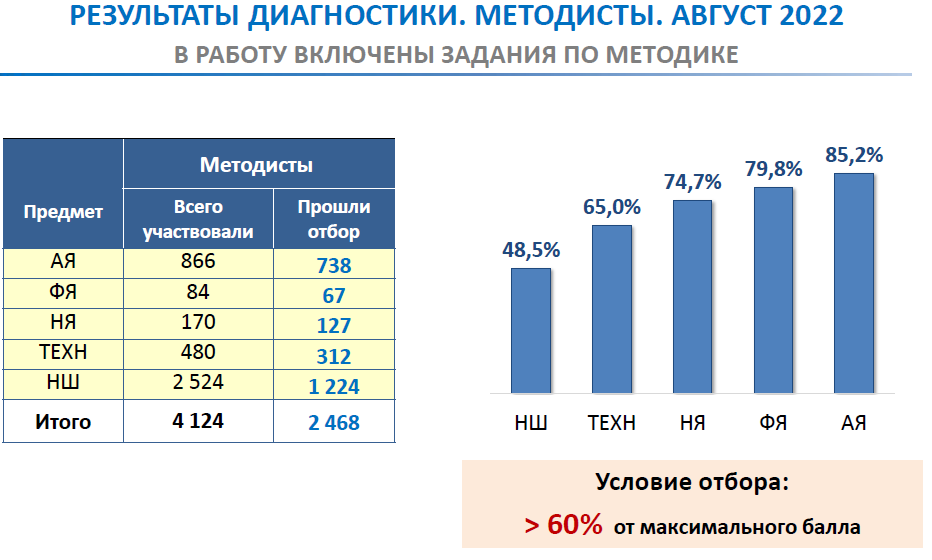 РЕЗУЛЬТАТЫ ДИАГНОСТИКИ. МЕТОДИСТЫ. АВГУСТ 2022
В РАБОТУ ВКЛЮЧЕНЫ ЗАДАНИЯ ПО МЕТОДИКЕ
Предмет
Методисты
Всего участвовали
Прошли отбор
АЯ 866 738
ФЯ 84 67
НЯ 170 127
ТЕХН 480 312
НШ 2 524 1 224
Итого 4 124 2 468
48,5% 65,0% 74,7% 79,8% 85,2%
НШ ТЕХН НЯ ФЯ АЯ
Условие отбора:
> 60% от максимального балла